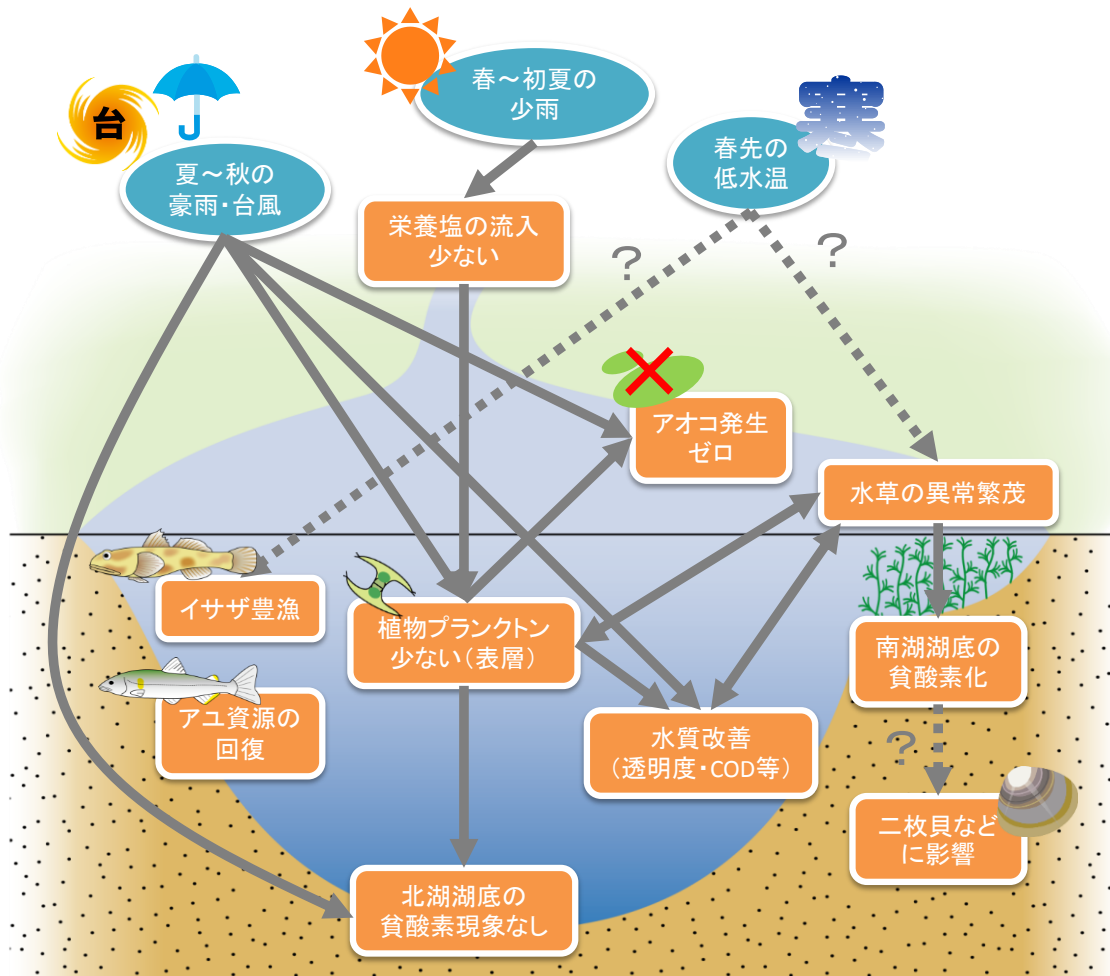 春～初夏の
少雨
寒
台
春先の
低水温
夏～秋の
豪雨・台風
栄養塩の流入
少ない
？
？
アオコ発生
ゼロ
水草の異常繁茂
イサザ豊漁
植物プランクトン
少ない（表層）
南湖湖底の
貧酸素化
アユ資源の
回復
水質改善
（透明度・COD等）
？
二枚貝など
に影響
北湖湖底の
貧酸素現象なし